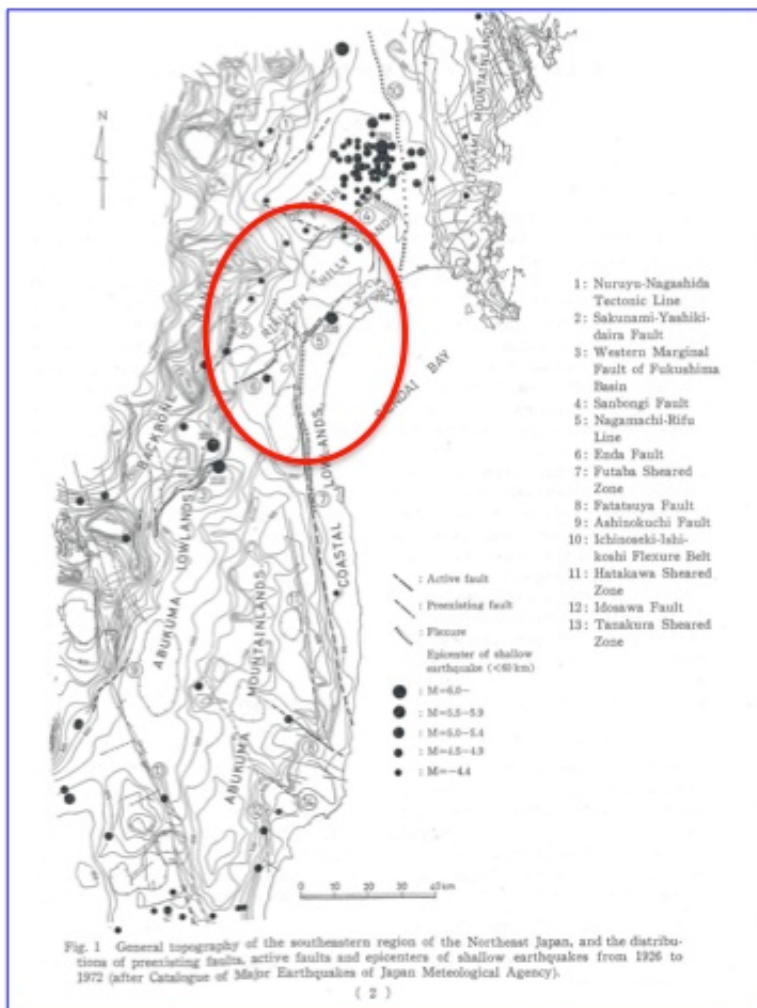 N
KITAKAMI MOUNTAINLANDS
PLAIN
HILLY
BACKBONE
BAY
LOWLANDS
COASTAL
ABUKUMA
LOWLANDS
ABUKUMA
MOUNTAINLANDS
1: Nuruyu-Nagashida
Tectonic Line
2: Sakunami-Yashiki-
daira Fault
3: Western Marginal
Fault of Fukushima
Basin
4: Sanbongi Fault
5: Nagamachi-Rifu
Line
6: Enda Fault
7: Futaba Sheared
Zone
8: Fatatsuya Fault
9: Ashinokuchi Fault
10: Ichinoseki-Ishi-
koshi Flexure Belt
11: Hatakawa Sheared
Zone
12: Idosawa Fault
13: Tanakura Sheared
Zone
: Active fault
: Preexisting fault
: Flexure
Epicenter of shallow
earthquake (<60km)
: M=6.0-
: M=5.5-5.9
: M=5.0-5.4
: M=4.5-4.9
: M=-4.4
0 10 20 30 40km
Fig. 1 General topography of the southeastern region of the Northeast Japan, and the distribu-
tions of preexisting faults, active faults and epicenters of shallow earthquakes from 1926 to
1972 (after Catalogue of Major Earthquakes of Japan Meteorological Agency).
( 2 )